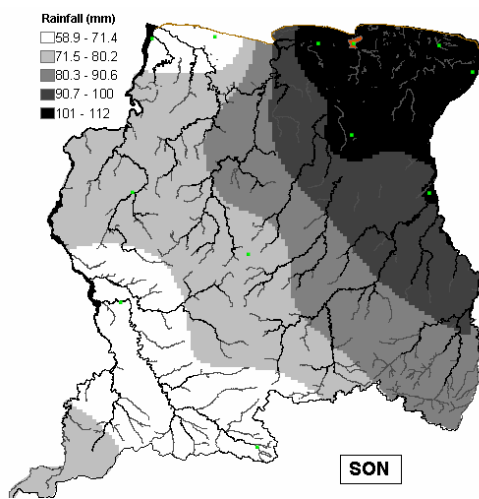 Rainfall (mm)
58.9 - 71.4
71.5 - 80.2
80.3 - 90.6
90.7 - 100
101 - 112
SON